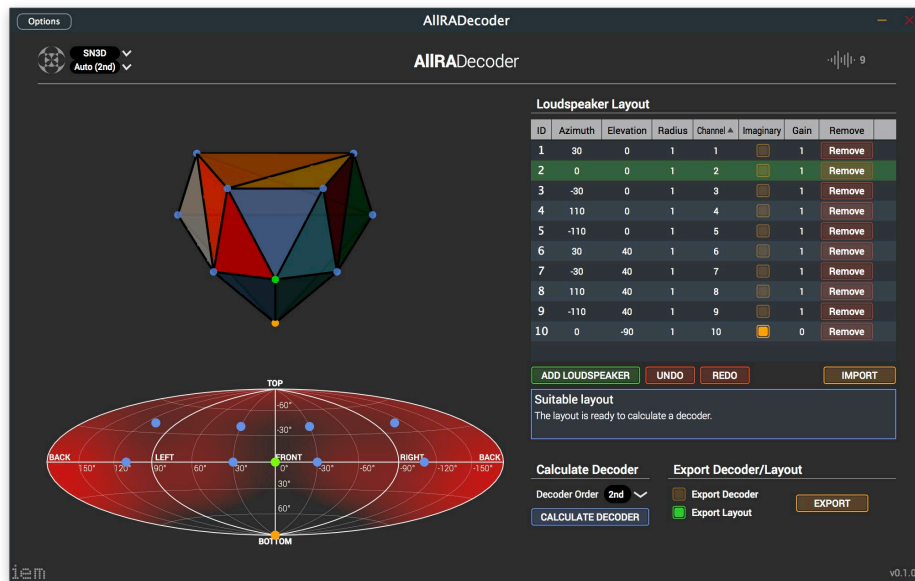 Options
AllRADecoder
SN3D
Auto (2nd)
AllRADecoder
9
Loudspeaker Layout
ID Azimuth Elevation Radius Channel Imaginary Gain Remove
1 30 0 1 1 1 Remove
2 0 0 1 2 1 Remove
3 -30 0 1 3 1 Remove
4 110 0 1 4 1 Remove
5 -110 0 1 5 1 Remove
6 30 40 1 6 1 Remove
7 -30 40 1 7 1 Remove
8 110 40 1 8 1 Remove
9 -110 40 1 9 1 Remove
10 0 -90 1 10 0 Remove
ADD LOUDSPEAKER UNDO REDO IMPORT
Suitable layout
The layout is ready to calculate a decoder.
TOP
-60°
-30°
BACK LEFT FRONT RIGHT BACK
150° 120° 90° 60° 30° 0° -30° -60° -90° -120° -150°
30°
60°
BOTTOM
Calculate Decoder
Decoder Order 2nd
CALCULATE DECODER
Export Decoder/Layout
Export Decoder
Export Layout
EXPORT
iem
v0.1.0